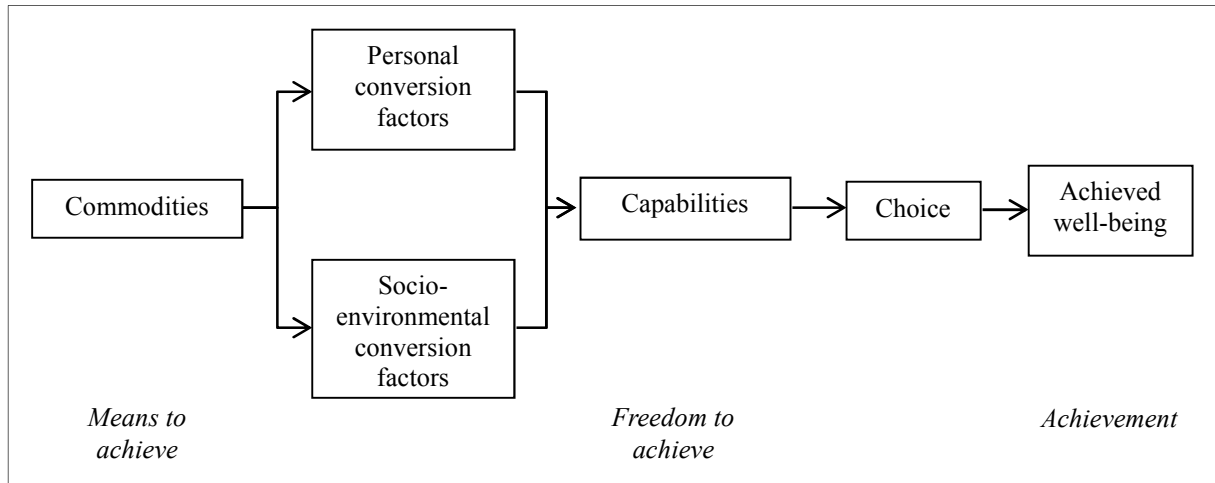 Personal
conversion
factors
Commodities
Capabilities
Choice
Achieved
well-being
Socio-
environmental
conversion
factors
Means to
achieve
Freedom to
achieve
Achievement